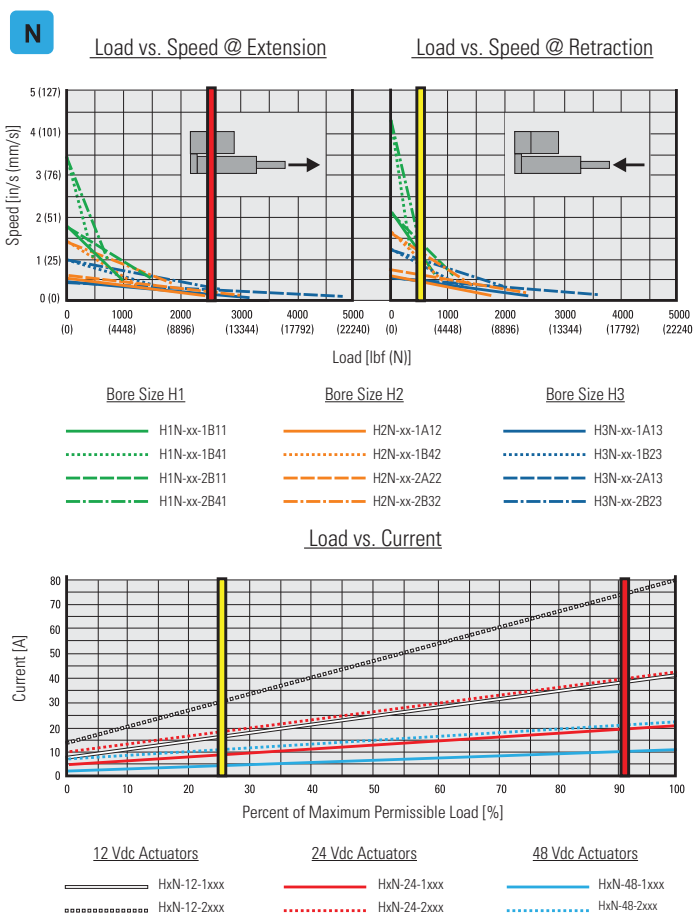 N
Load vs. Speed @ Extension
Load vs. Speed @ Retraction
Speed [in/s (mm/s)]
5 (127)
4 (101)
3 (76)
2 (51)
1 (25)
0 (0)
0 1000 2000 3000 4000 5000
(0) (4448) (8896) (13344) (17792) (22240)
0 1000 2000 3000 4000 5000
(0) (4448) (8896) (13344) (17792) (22240)
Load [lbf (N)]
Bore Size H1
H1N-xx-1B11
H1N-xx-1B41
H1N-xx-2B11
H1N-xx-2B41
Bore Size H2
H2N-xx-1A12
H2N-xx-1B42
H2N-xx-2A22
H2N-xx-2B32
Bore Size H3
H3N-xx-1A13
H3N-xx-1B23
H3N-xx-2A13
H3N-xx-2B23
Load vs. Current
Current [A]
80
70
60
50
40
30
20
10
0
0 10 20 30 40 50 60 70 80 90 100
Percent of Maximum Permissible Load [%]
12 Vdc Actuators
HxN-12-1xxx
HxN-12-2xxx
24 Vdc Actuators
HxN-24-1xxx
HxN-24-2xxx
48 Vdc Actuators
HxN-48-1xxx
HxN-48-2xxx